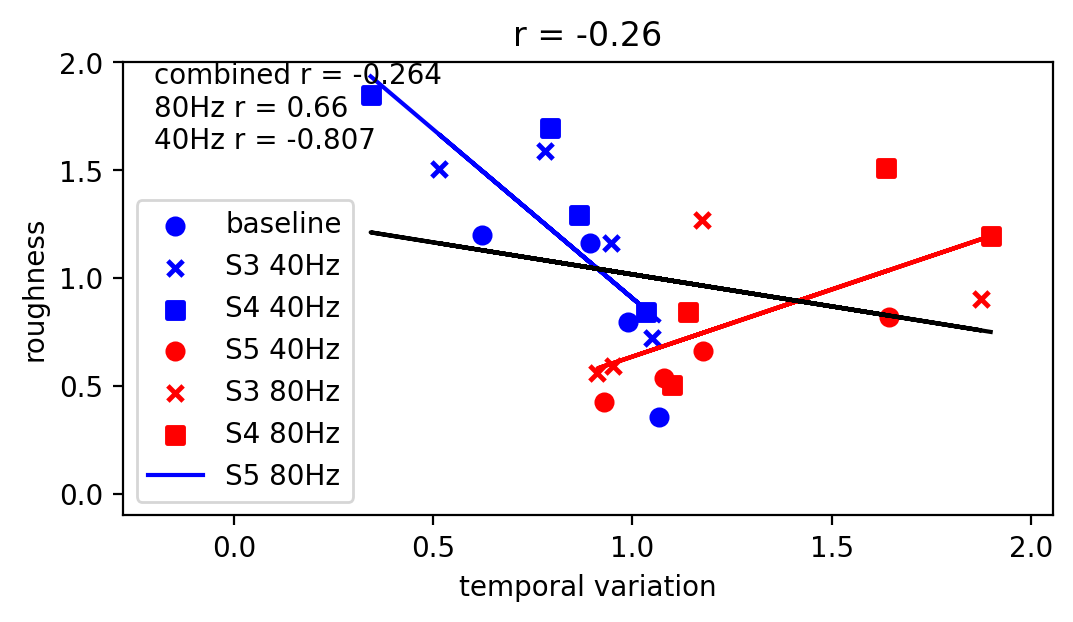 r = -0.26
combined r = -0.264
80Hz r = 0.66
40Hz r = -0.807
baseline
S3 40Hz
S4 40Hz
S5 40Hz
S3 80Hz
S4 80Hz
S5 80Hz
2.0
1.5
1.0
0.5
0.0
roughness
0.0 0.5 1.0 1.5 2.0
temporal variation